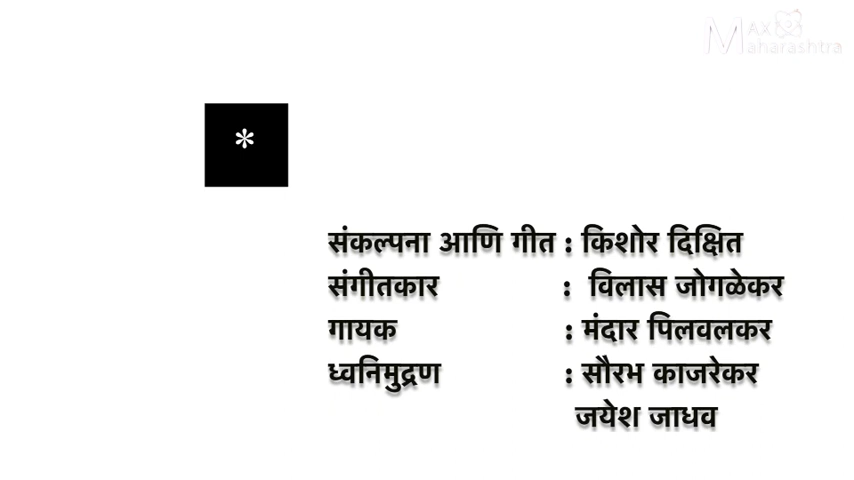 MAX Maharashtra
*
संकल्पना आणि गीत : किशोर दिक्षित
संगीतकार : विलास जोगळेकर
गायक : मंदार पिलवलकर
ध्वनिमुद्रण : सौरभ काजरेकर
जयेश जाधव